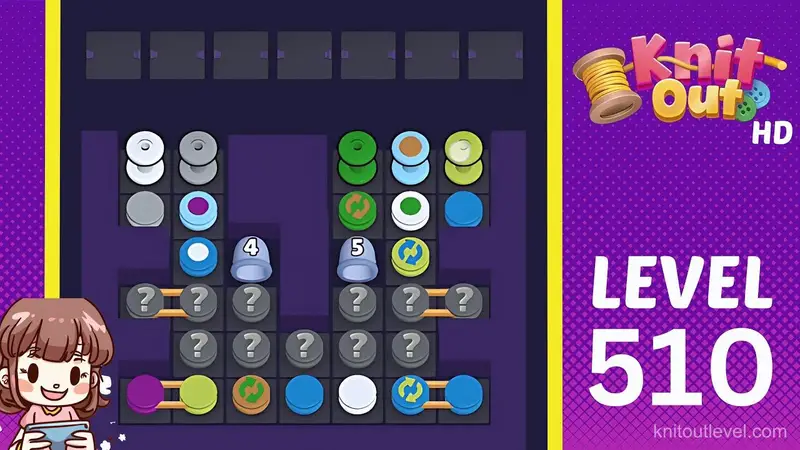 Knit
Out
HD
4
5
? ? ? ? ? ?
? ? ? ? ?
LEVEL
510
knitoutlevel.com